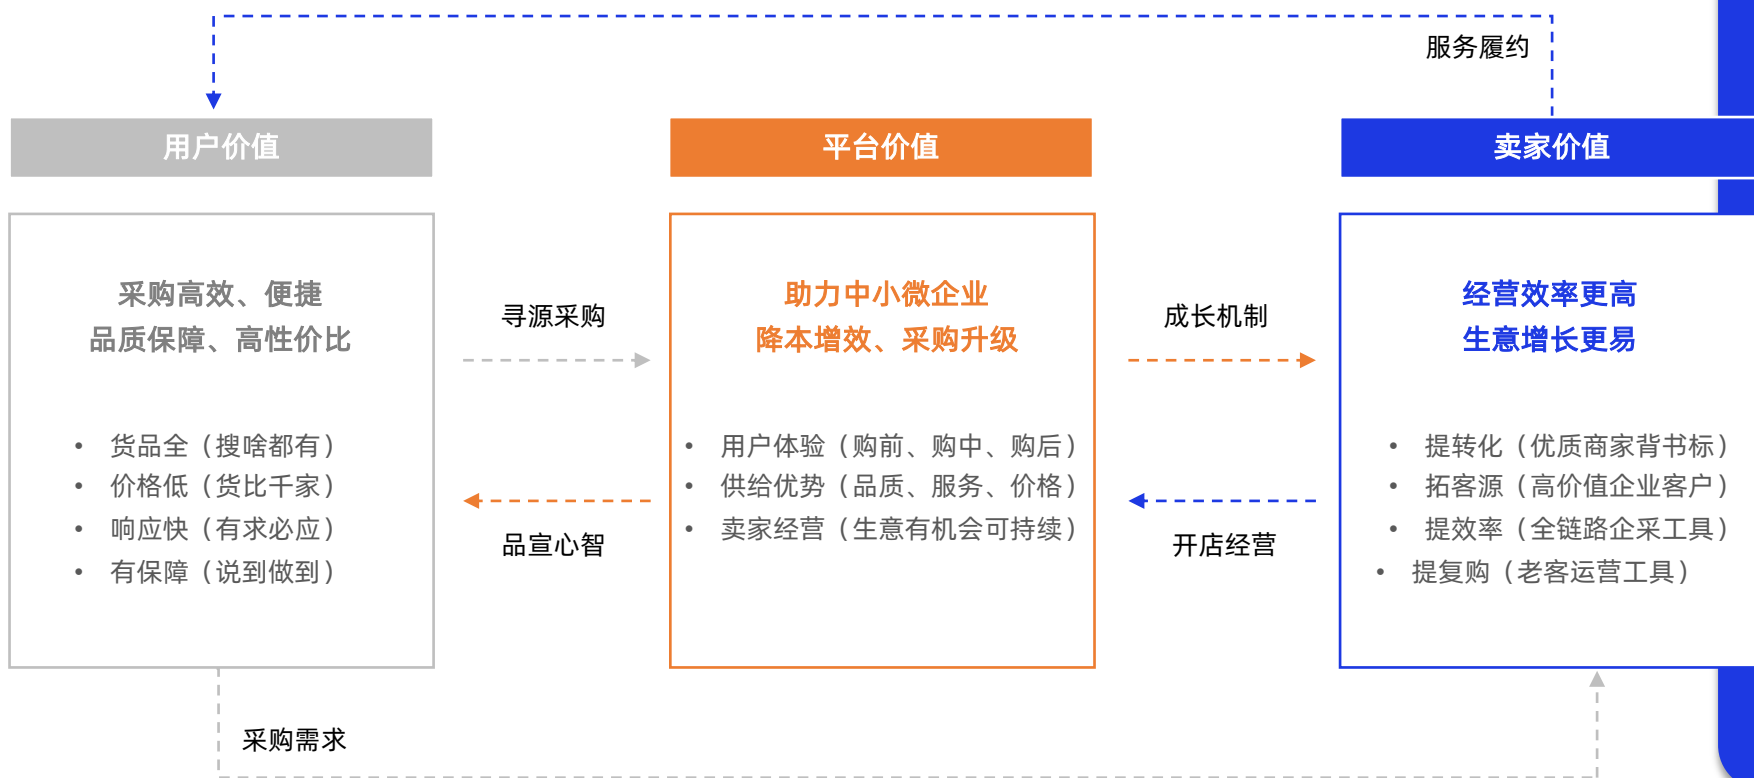 服务履约
用户价值
平台价值
卖家价值
采购高效、便捷
品质保障、高性价比
• 货品全（搜啥都有）
• 价格低（货比千家）
• 响应快（有求必应）
• 有保障（说到做到）
寻源采购
品宣心智
助力中小微企业
降本增效、采购升级
• 用户体验（购前、购中、购后）
• 供给优势（品质、服务、价格）
• 卖家经营（生意有机会可持续）
成长机制
开店经营
经营效率更高
生意增长更易
• 提转化（优质商家背书标）
• 拓客源（高价值企业客户）
• 提效率（全链路企采工具）
• 提复购（老客运营工具）
采购需求